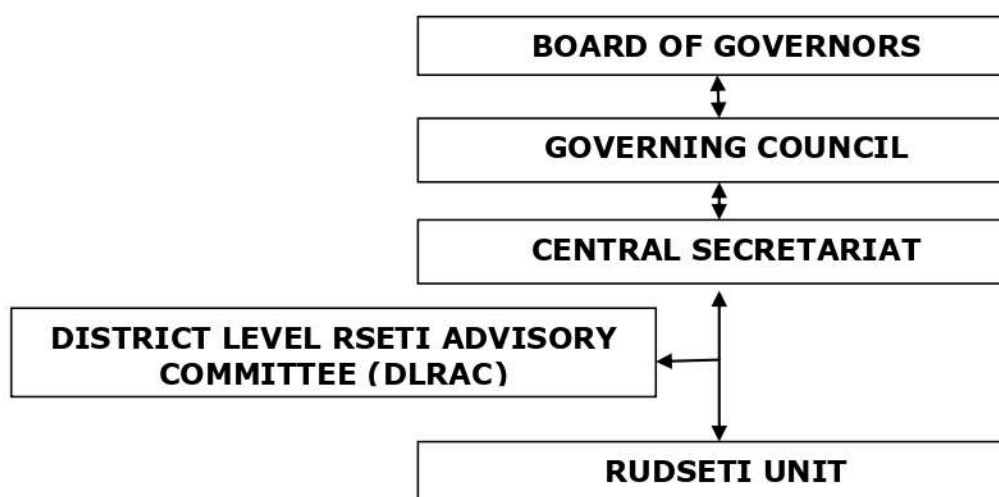 BOARD OF GOVERNORS
GOVERNING COUNCIL
CENTRAL SECRETARIAT
DISTRICT LEVEL RSETI ADVISORY
COMMITTEE (DLRAC)
RUDSETI UNIT